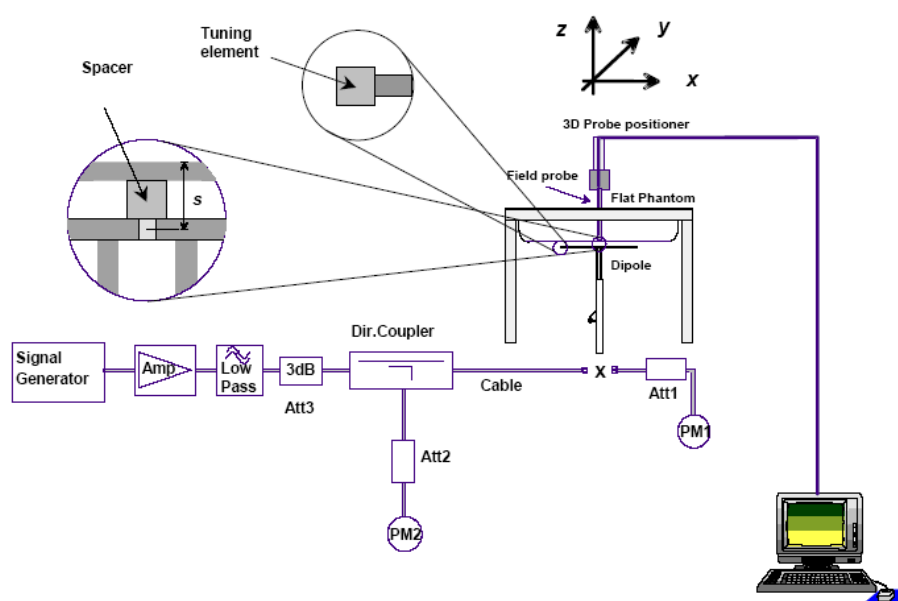 Tuning
element
Spacer
s
z
y
x
3D Probe positioner
Field probe
Flat Phantom
Dipole
Signal
Generator
Amp
Low
Pass
3dB
Att3
Dir.Coupler
Cable
X
Att1
PM1
Att2
PM2